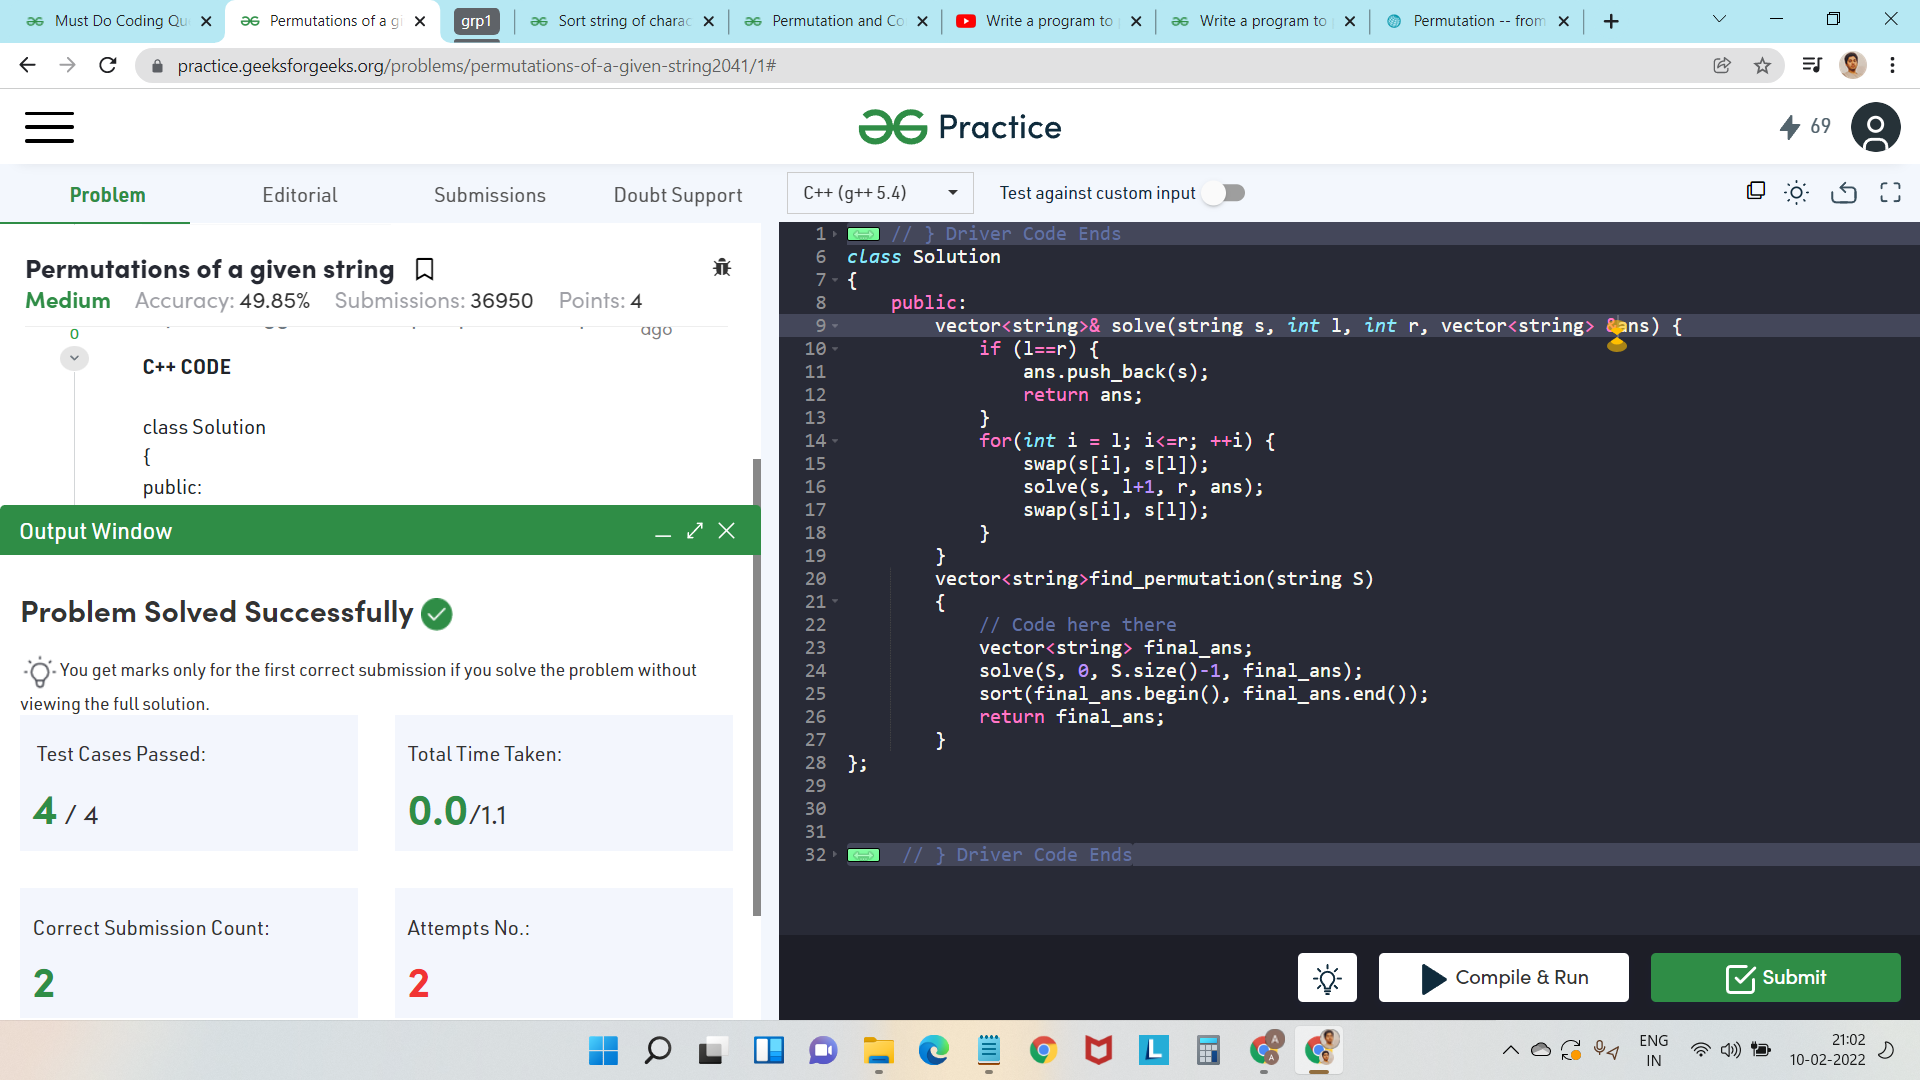 Must Do Coding Qu
Permutations of a gi
grp1
Sort string of charac
Permutation and Co
Write a program to
Write a program to
Permutation -- from
practice.geeksforgeeks.org/problems/permutations-of-a-given-string2041/1#
Practice
69
Problem
Editorial
Submissions
Doubt Support
C++ (g++ 5.4)
Test against custom input
Permutations of a given string
Medium Accuracy: 49.85% Submissions: 36950 Points: 4
ago
0
C++ CODE
class Solution
{
public:
Output Window
Problem Solved Successfully
You get marks only for the first correct submission if you solve the problem without
viewing the full solution.
Test Cases Passed:
4 / 4
Total Time Taken:
0.0/1.1
Correct Submission Count:
2
Attempts No.:
2
1 // } Driver Code Ends
6 class Solution
7 {
8 public:
9 vector<string>& solve(string s, int l, int r, vector<string> &ans) {
10 if (l==r) {
11 ans.push_back(s);
12 return ans;
13 }
14 for(int i = l; i<=r; ++i) {
15 swap(s[i], s[l]);
16 solve(s, l+1, r, ans);
17 swap(s[i], s[l]);
18 }
19 }
20 vector<string>find_permutation(string S)
21 {
22 // Code here there
23 vector<string> final_ans;
24 solve(S, 0, S.size()-1, final_ans);
25 sort(final_ans.begin(), final_ans.end());
26 return final_ans;
27 }
28 };
29
30
31
32 // } Driver Code Ends
Compile & Run
Submit
ENG
IN
21:02
10-02-2022